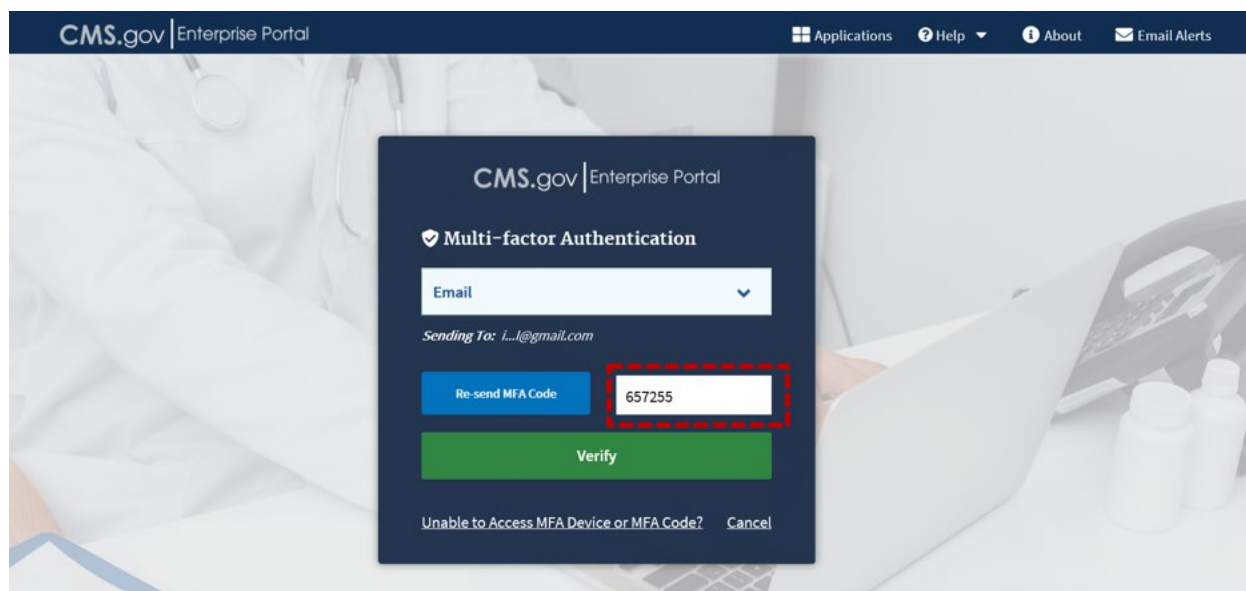 CMS.gov Enterprise Portal Applications Help About Email Alerts
CMS.gov Enterprise Portal
Multi-factor Authentication
Email
Sending To: i...l@gmail.com
Re-send MFA Code 657255
Verify
Unable to Access MFA Device or MFA Code? Cancel